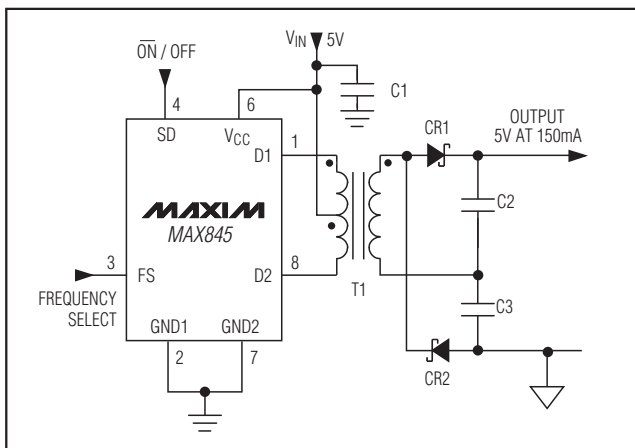 VIN 5V
ON / OFF
4
6
C1
OUTPUT
5V AT 150mA
SD
VCC
D1
1
CR1
MAXIM
MAX845
C2
3
FS
D2
8
T1
FREQUENCY
SELECT
C3
GND1
GND2
2
7
CR2